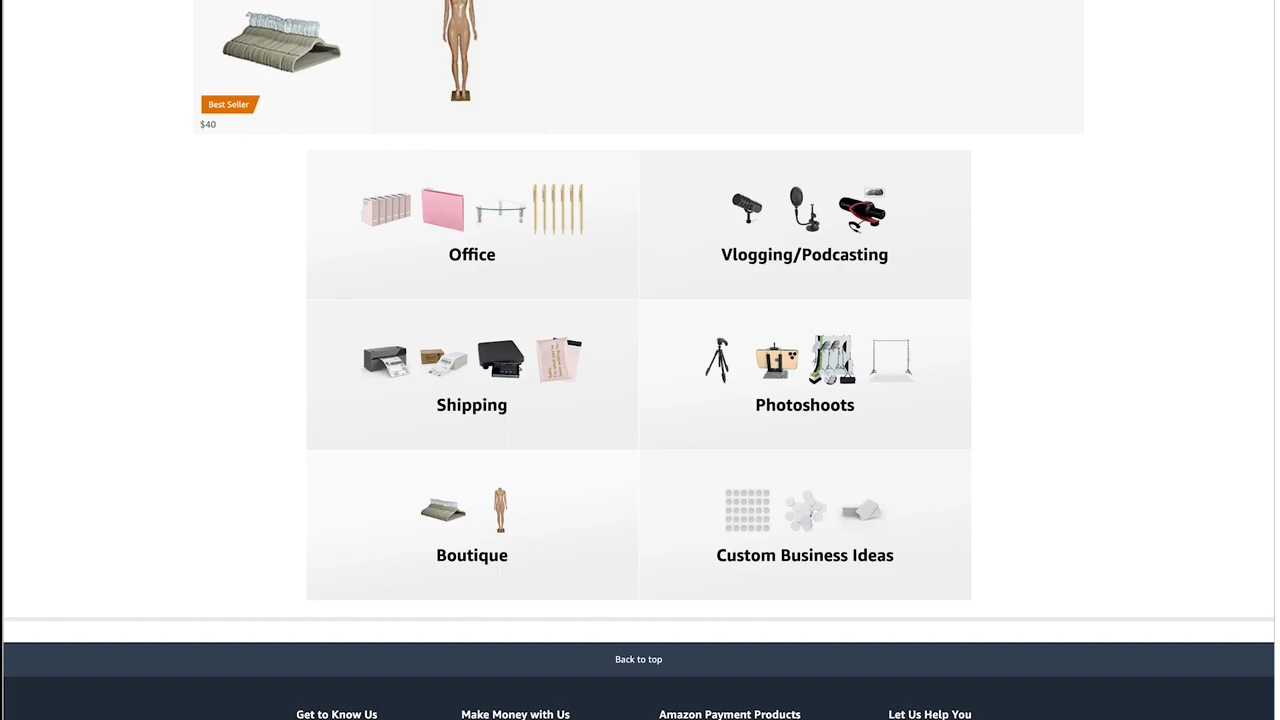 Best Seller
$40
Office
Vlogging/Podcasting
Shipping
Photoshoots
Boutique
Custom Business Ideas
Back to top
Get to Know Us
Make Money with Us
Amazon Payment Products
Let Us Help You